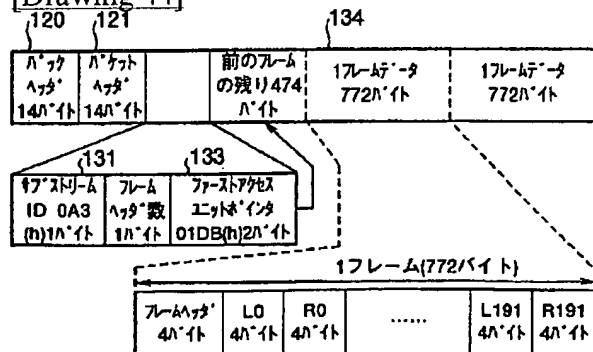 [Drawing 44]
120 121 134
パック
ヘッダ
14バイト
パケット
ヘッダ
14バイト
前のフレーム
の残り474
バイト
1フレームデータ
772バイト
1フレームデータ
772バイト
131 133
サブストリーム
ID 0A3
(h)1バイト
フレーム
ヘッダ数
1バイト
ファーストアクセス
ユニットポインタ
01DB(h)2バイト
1フレーム(772バイト)
フレームヘッダ
4バイト
L0
4バイト
R0
4バイト
……
L191
4バイト
R191
4バイト